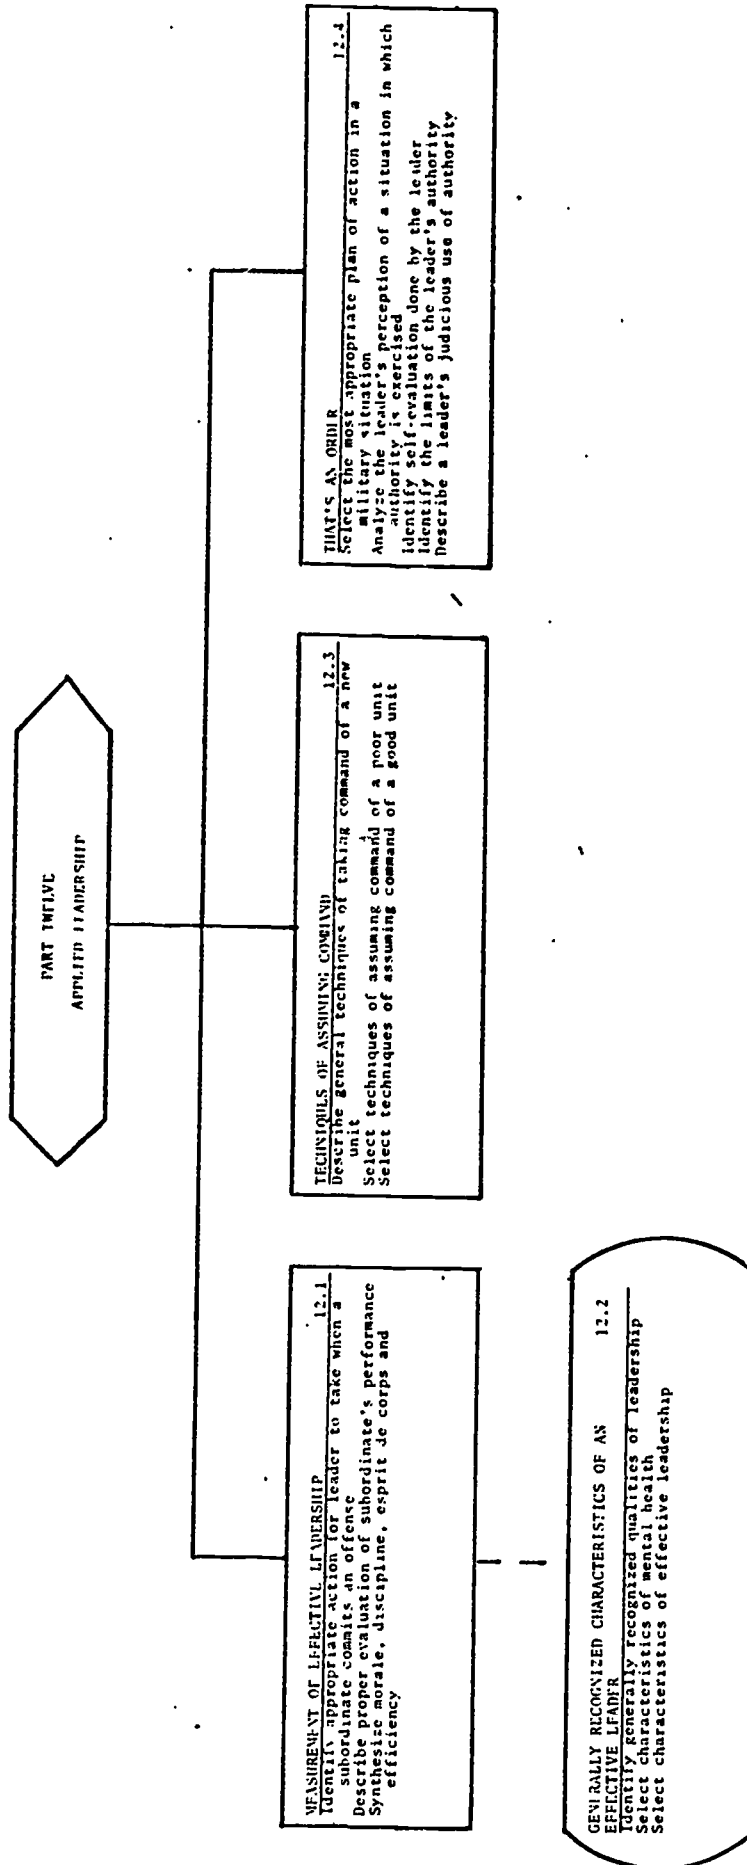 PART TWELVE
APPLIED LEADERSHIP
MEASUREMENT OF EFFECTIVE LEADERSHIP
12.1
Identify appropriate action for leader to take when a
subordinate commits an offense
Describe proper evaluation of subordinate's performance
Synthesize morale, discipline, esprit de corps and
efficiency
GENERALLY RECOGNIZED CHARACTERISTICS OF AN
EFFECTIVE LEADER 12.2
Identify generally recognized qualities of leadership
Select characteristics of mental health
Select characteristics of effective leadership
TECHNIQUES OF ASSUMING COMMAND
12.3
Describe general techniques of taking command of a new
unit
Select techniques of assuming command of a poor unit
Select techniques of assuming command of a good unit
THAT'S AN ORDER
12.4
Select the most appropriate plan of action in a
military situation
Analyze the leader's perception of a situation in which
authority is exercised
Identify self-evaluation done by the leader
Identify the limits of the leader's authority
Describe a leader's judicious use of authority